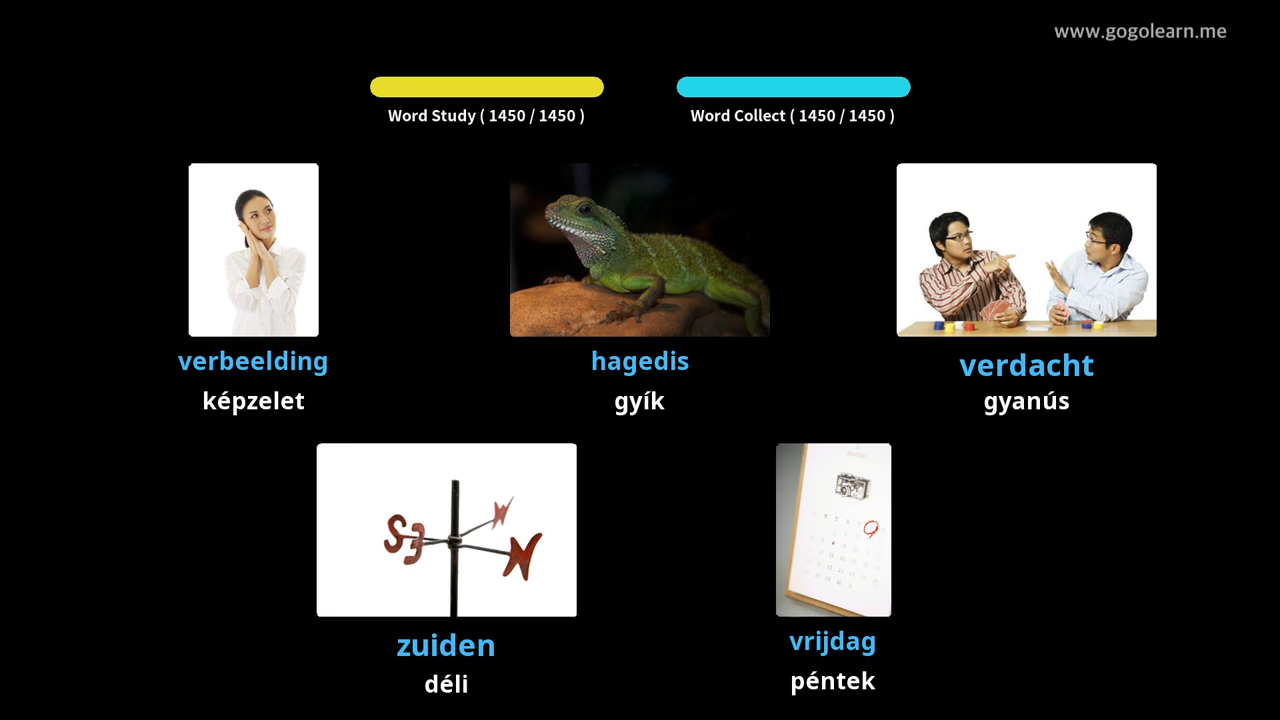 www.gogolearn.me
Word Study ( 1450 / 1450 )
Word Collect ( 1450 / 1450 )
verbeelding
képzelet
hagedis
gyík
verdacht
gyanús
zuiden
déli
vrijdag
péntek